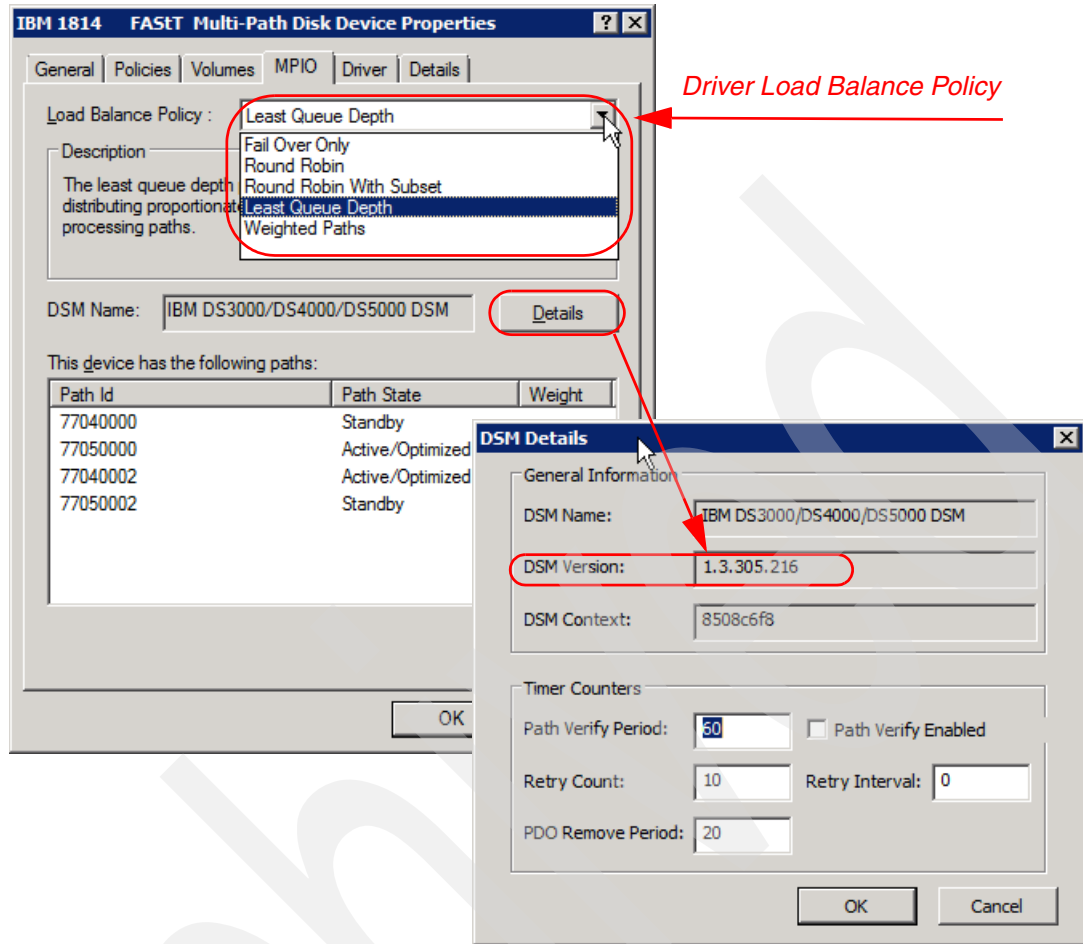 IBM 1814 FAStT Multi-Path Disk Device Properties
General Policies Volumes MPIO Driver Details
Driver Load Balance Policy
Load Balance Policy : Least Queue Depth
Fail Over Only
Round Robin
Round Robin With Subset
Least Queue Depth
Weighted Paths
Description
The least queue depth
distributing proportionat
processing paths.
DSM Name: IBM DS3000/DS4000/DS5000 DSM Details
This device has the following paths:
Path Id Path State Weight
77040000 Standby
77050000 Active/Optimized
77040002 Active/Optimized
77050002 Standby
OK
DSM Details
General Information
DSM Name: IBM DS3000/DS4000/DS5000 DSM
DSM Version: 1.3.305.216
DSM Context: 8508c6f8
Timer Counters
Path Verify Period: 60 Path Verify Enabled
Retry Count: 10 Retry Interval: 0
PDO Remove Period: 20
OK Cancel